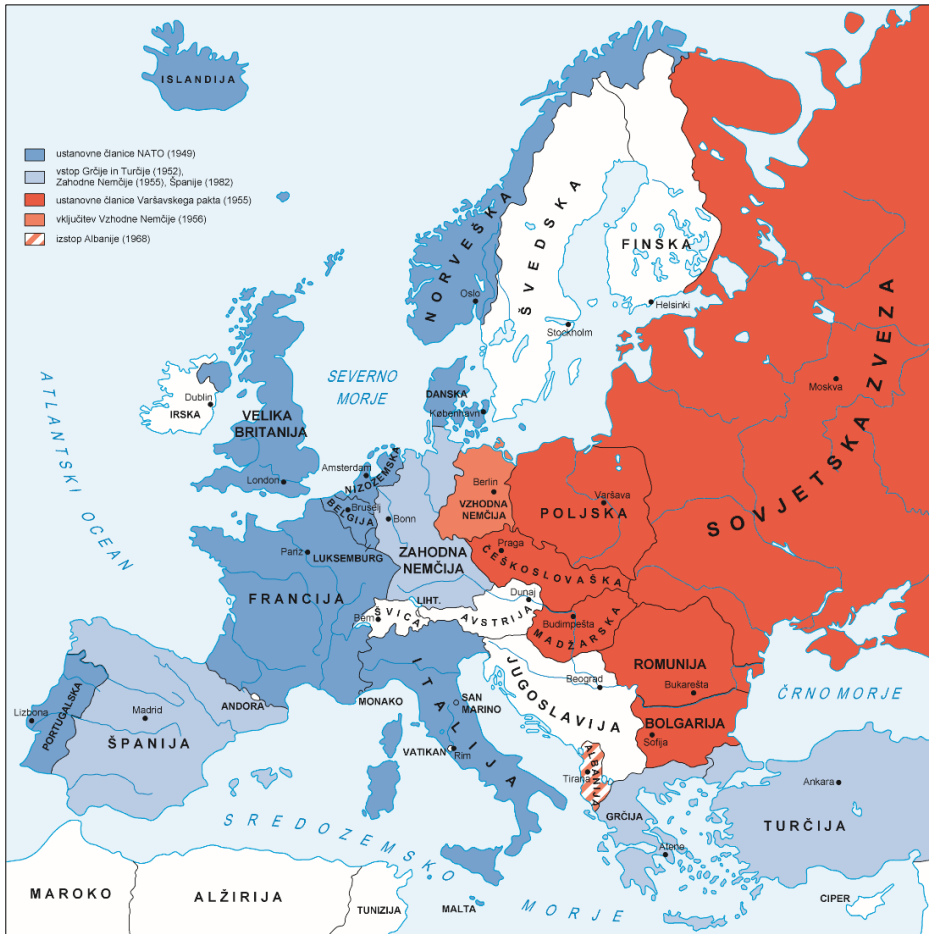 ISLANDIJA
ustanovne članice NATO (1949)
vstop Grčije in Turčije (1952),
Zahodne Nemčije (1955), Španije (1982)
ustanovne članice Varšavskega pakta (1955)
vključitev Vzhodne Nemčije (1956)
izstop Albanije (1968)
NORVEŠKA
Oslo
ŠVEDSKA
Stockholm
FINSKA
Helsinki
SOVJETSKA ZVEZA
Moskva
ATLANTSKI OCEAN
SEVERNO
MORJE
Dublin
IRSKA
VELIKA
BRITANIJA
London
DANSKA
København
Amsterdam
NIZOZEMSKA
Bruselj
BELGIJA
Bonn
LUKSEMBURG
Pariz
FRANCIJA
ZAHODNA
NEMČIJA
Berlin
VZHODNA
NEMČIJA
Varšava
POLJSKA
Praga
ČEŠKOSLOVAŠKA
LIHT.
Bern
ŠVICA
Dunaj
AVSTRIJA
Budimpešta
MADŽARSKA
ROMUNIJA
Bukarešta
BOLGARIJA
Sofija
ČRNO MORJE
JUGOSLAVIJA
Beograd
ALBANIJA
Tirana
ITALIJA
SAN
MARINO
VATIKAN
Rim
MONAKO
ANDORA
Madrid
ŠPANIJA
Lizbona
PORTUGALSKA
GRČIJA
Atene
Ankara
TURČIJA
CIPER
SREDOZEMSKO
MORJE
MALTA
MAROKO
ALŽIRIJA
TUNIZIJA